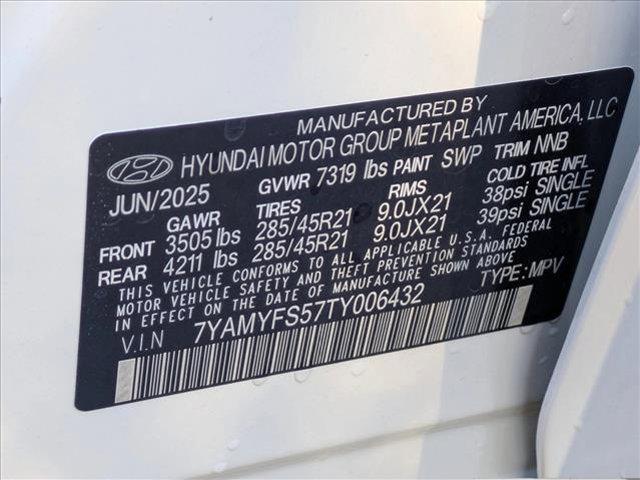 MANUFACTURED BY
HYUNDAI MOTOR GROUP METAPLANT AMERICA, LLC
JUN/2025 GVWR 7319 lbs PAINT SWP TRIM NNB
GAWR TIRES RIMS COLD TIRE INFL
FRONT 3505 lbs 285/45R21 9.0JX21 38psi SINGLE
REAR 4211 lbs 285/45R21 9.0JX21 39psi SINGLE
THIS VEHICLE CONFORMS TO ALL APPLICABLE U.S. FEDERAL
MOTOR VEHICLE SAFETY AND THEFT PREVENTION STANDARDS
IN EFFECT ON THE DATE OF MANUFACTURE SHOWN ABOVE
V.I.N 7YAMYFS57TY006432 TYPE: MPV